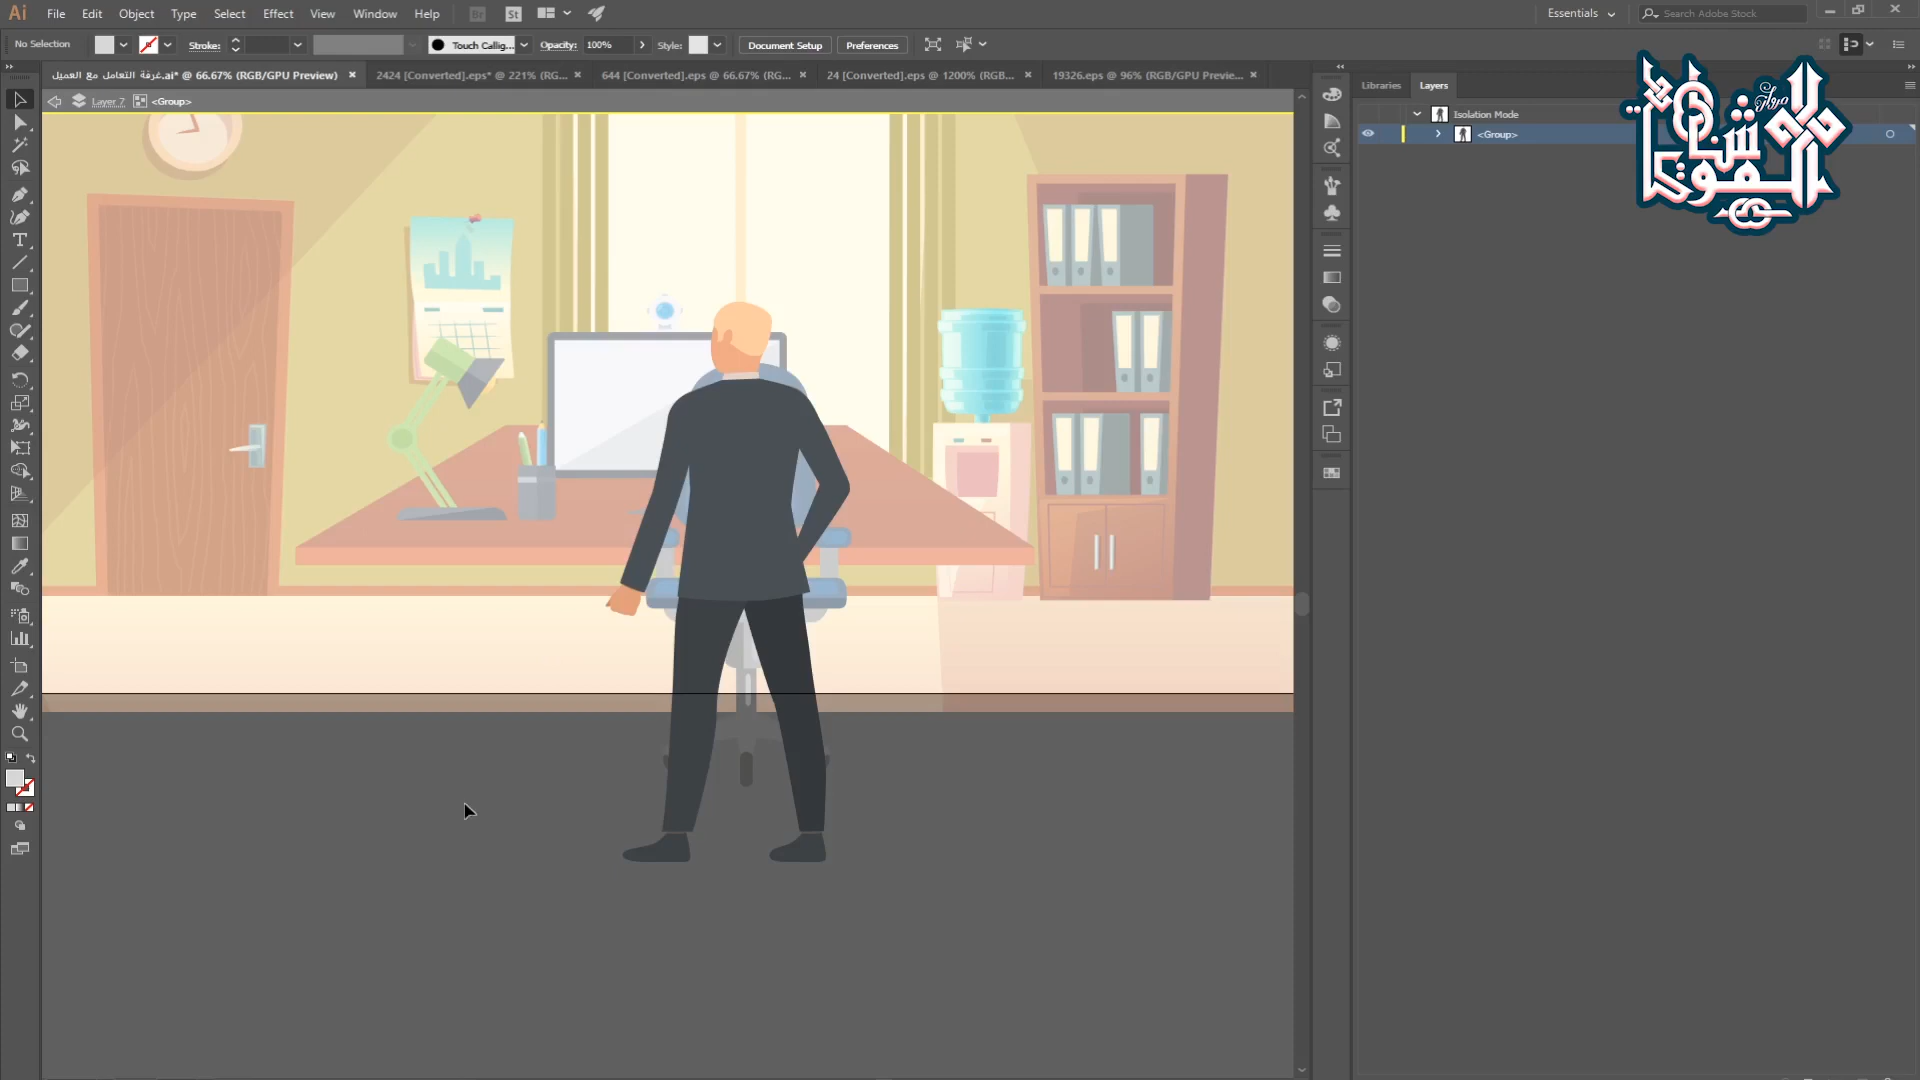 Ai File Edit Object Type Select Effect View Window Help Br St Essentials Search Adobe Stock
No Selection Stroke: Touch Callig... Opacity: 100% Style: Document Setup Preferences
غرفة التعامل مع العميل.ai* @ 66.67% (RGB/GPU Preview) 2424 [Converted].eps* @ 221% (RG... 644 [Converted].eps @ 66.67% (RG... 24 [Converted].eps @ 1200% (RGB... 19326.eps @ 96% (RGB/GPU Previe...
Libraries Layers
Layer 7 <Group>
Isolation Mode
<Group>